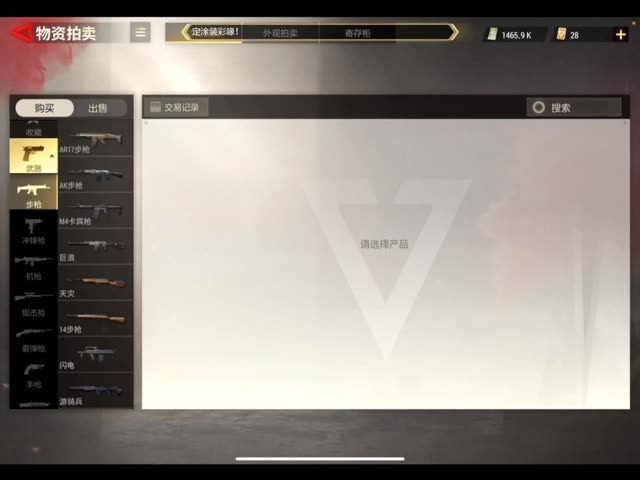 物资拍卖
定涂装彩喙!
外观拍卖
寄存柜
1465.9 K
28
购买
出售
交易记录
搜索
收藏
武器
步枪
冲锋枪
机枪
狙击枪
霰弹枪
手枪
AR17步枪
AK步枪
M4卡宾枪
巨浪
天灾
14步枪
闪电
游骑兵
请选择产品